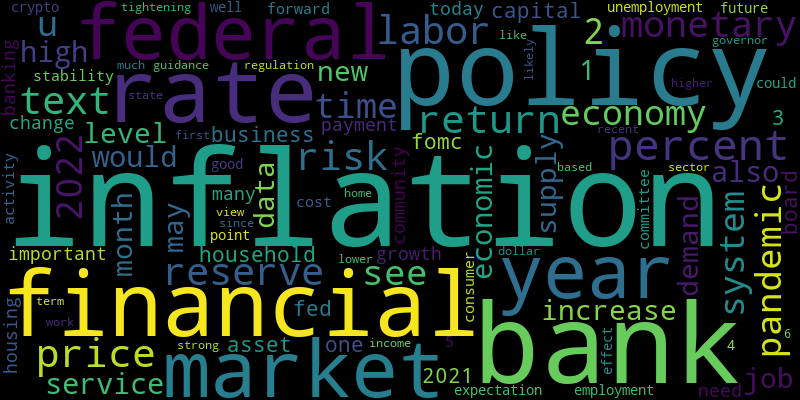 crypto tightening well forward today capital unemployment future
u federal labor 2 monetary
banking high much guidance regulation like likely governor
stability rate new policy 1 higher could
text state time return economy 3
change level first business payment fomc recent percent
activity 2022 would good risk community economic supply based sector also board
inflation
many data cost home committee demand system pandemic
month may view since point
important household growth dollar
reserve lower see consumer year
housing financial term fed increase
work asset one income 5 bank effect 4 6
price strong market
service 2021 expectation employment need job